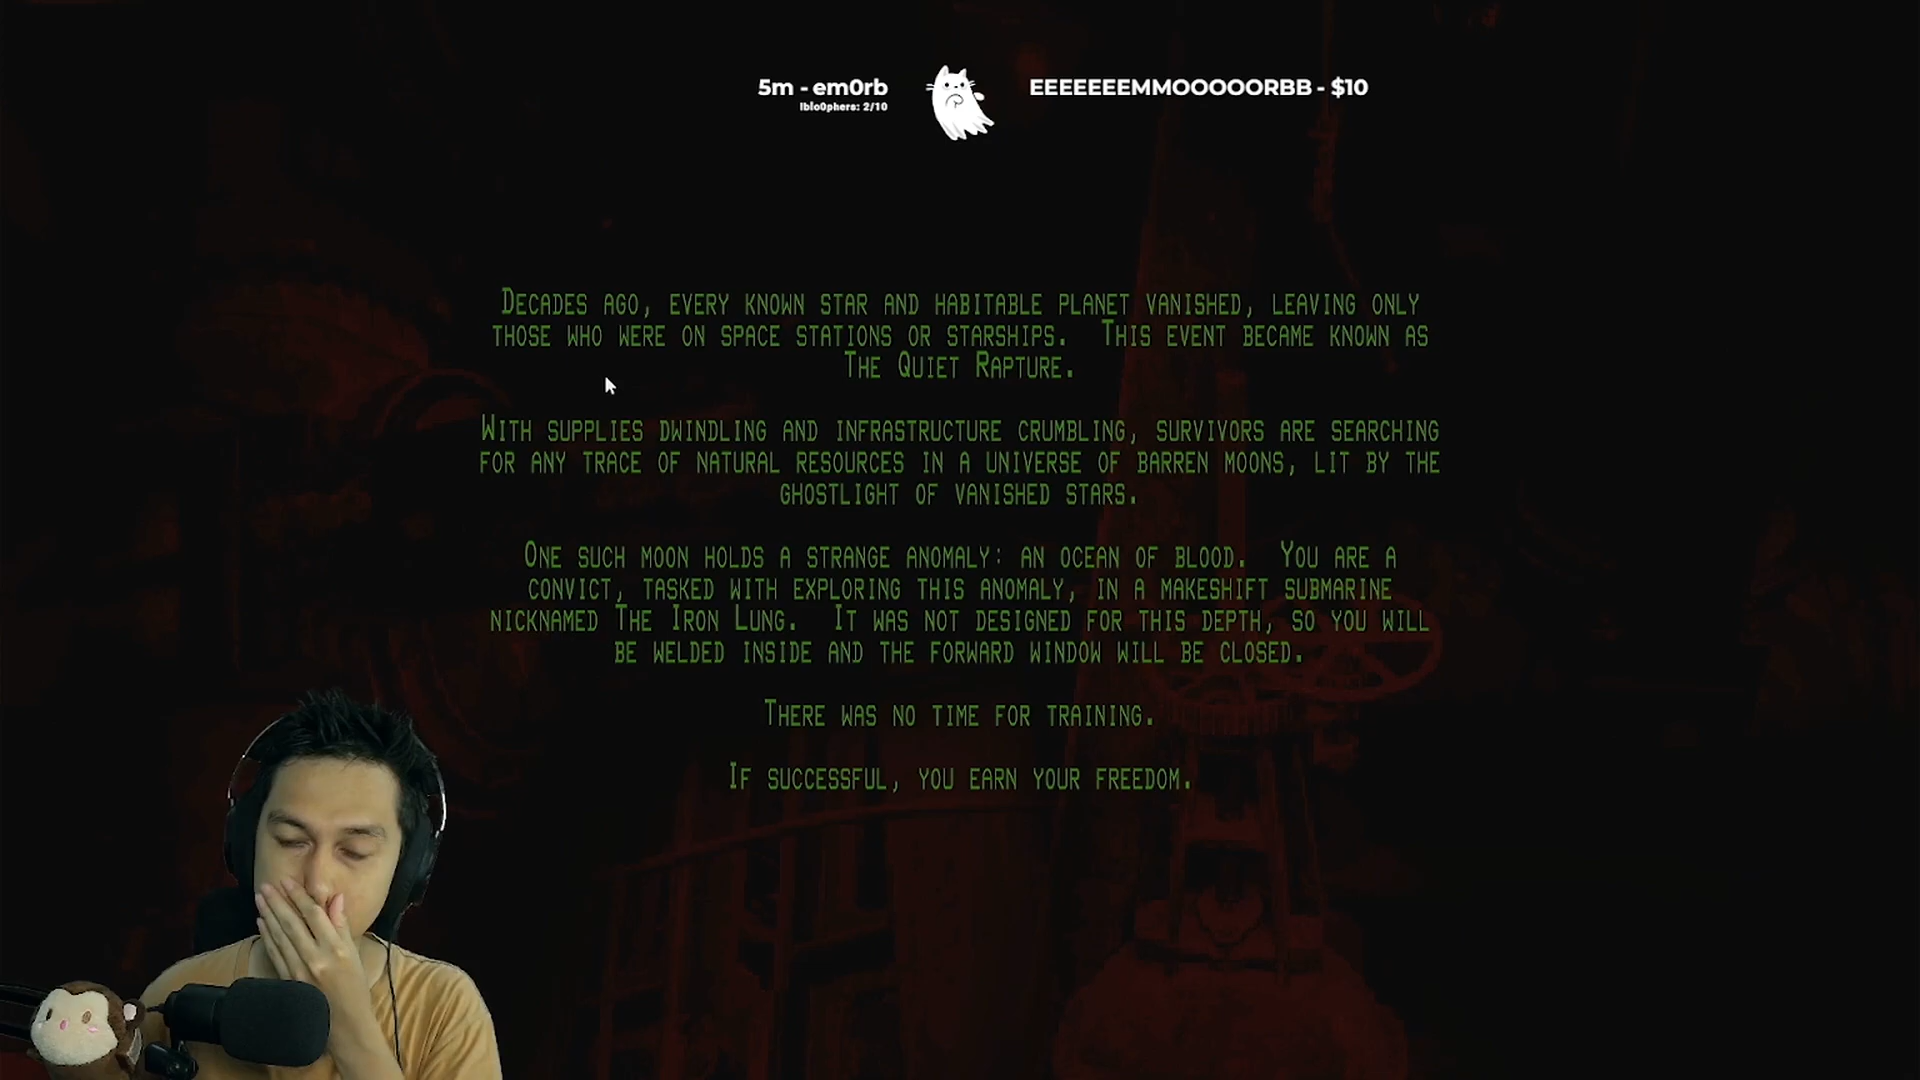 5m - em0rb
EEEEEEEMMOOOOORBB - $10
!blo0phers: 2/10
Decades ago, every known star and habitable planet vanished, leaving only
those who were on space stations or starships. This event became known as
The Quiet Rapture.
With supplies dwindling and infrastructure crumbling, survivors are searching
for any trace of natural resources in a universe of barren moons, lit by the
ghostlight of vanished stars.
One such moon holds a strange anomaly: an ocean of blood. You are a
convict, tasked with exploring this anomaly, in a makeshift submarine
nicknamed The Iron Lung. It was not designed for this depth, so you will
be welded inside and the forward window will be closed.
There was no time for training.
If successful, you earn your freedom.